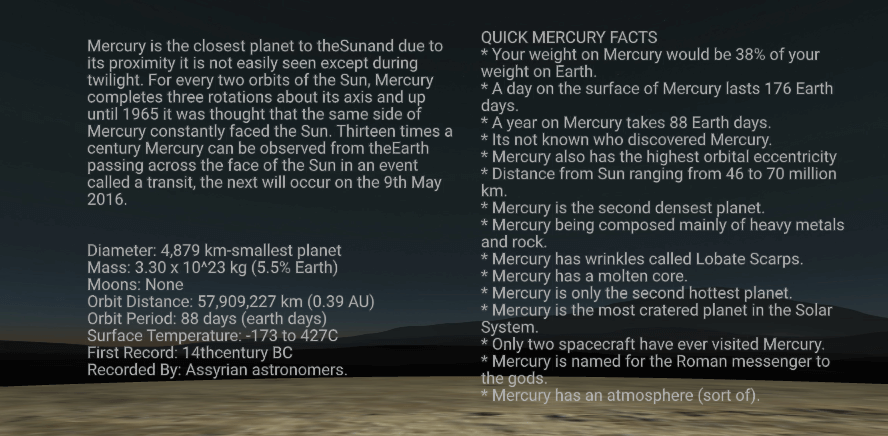 Mercury is the closest planet to theSunand due to
its proximity it is not easily seen except during
twilight. For every two orbits of the Sun, Mercury
completes three rotations about its axis and up
until 1965 it was thought that the same side of
Mercury constantly faced the Sun. Thirteen times a
century Mercury can be observed from theEarth
passing across the face of the Sun in an event
called a transit, the next will occur on the 9th May
2016.
Diameter: 4,879 km-smallest planet
Mass: 3.30 x 10^23 kg (5.5% Earth)
Moons: None
Orbit Distance: 57,909,227 km (0.39 AU)
Orbit Period: 88 days (earth days)
Surface Temperature: -173 to 427C
First Record: 14thcentury BC
Recorded By: Assyrian astronomers.
QUICK MERCURY FACTS
* Your weight on Mercury would be 38% of your
weight on Earth.
* A day on the surface of Mercury lasts 176 Earth
days.
* A year on Mercury takes 88 Earth days.
* Its not known who discovered Mercury.
* Mercury also has the highest orbital eccentricity
* Distance from Sun ranging from 46 to 70 million
km.
* Mercury is the second densest planet.
* Mercury being composed mainly of heavy metals
and rock.
* Mercury has wrinkles called Lobate Scarps.
* Mercury has a molten core.
* Mercury is only the second hottest planet.
* Mercury is the most cratered planet in the Solar
System.
* Only two spacecraft have ever visited Mercury.
* Mercury is named for the Roman messenger to
the gods.
* Mercury has an atmosphere (sort of).